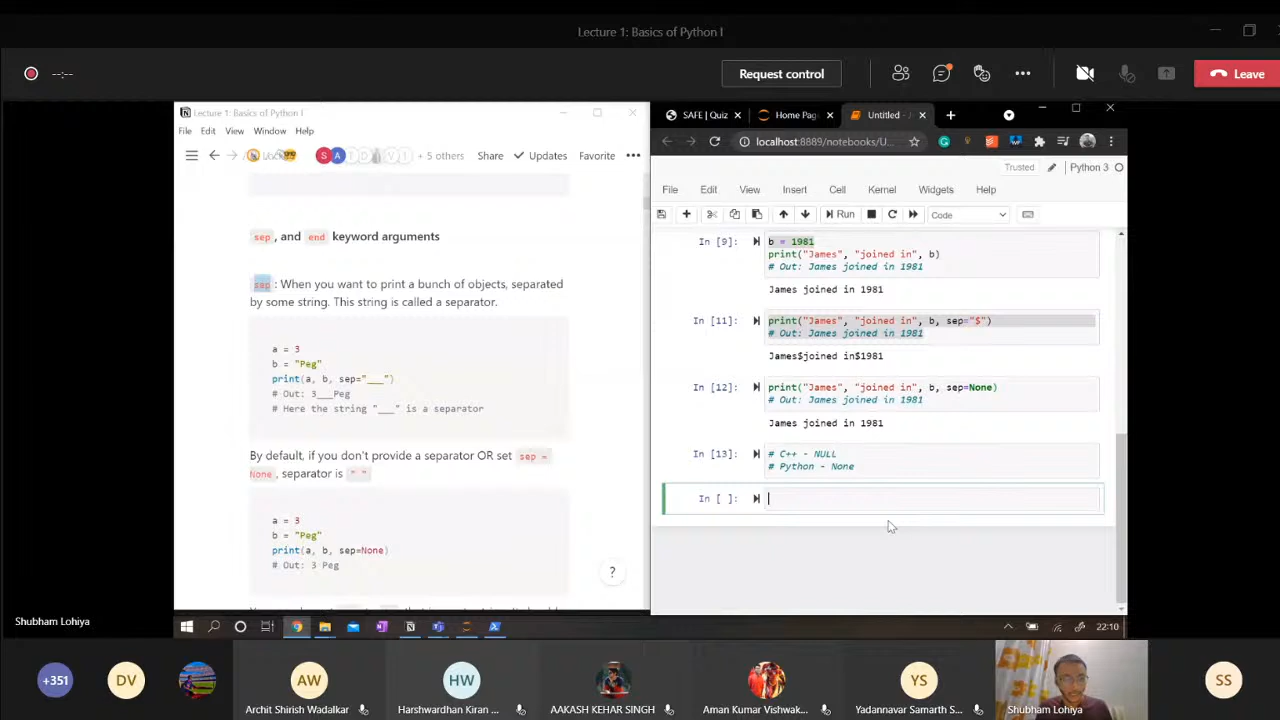 Lecture 1: Basics of Python I
--:--
Request control
Leave
Lecture 1: Basics of Python I
File Edit View Window Help
S A F D V 1 + 5 others Share Updates Favorite
sep, and end keyword arguments
sep : When you want to print a bunch of objects, separated
by some string. This string is called a separator.
a = 3
b = "Peg"
print(a, b, sep="___")
# Out: 3___Peg
# Here the string "___" is a separator
By default, if you don't provide a separator OR set sep =
None, separator is " "
a = 3
b = "Peg"
print(a, b, sep=None)
# Out: 3 Peg
?
SAFE | Quiz
Home Page
Untitled -
localhost:8889/notebooks/U...
Trusted
Python 3
File Edit View Insert Cell Kernel Widgets Help
Run
Code
In [9]:
b = 1981
print("James", "joined in", b)
# Out: James joined in 1981
James joined in 1981
In [11]:
print("James", "joined in", b, sep="$")
# Out: James joined in 1981
James$joined in$1981
In [12]:
print("James", "joined in", b, sep=None)
# Out: James joined in 1981
James joined in 1981
In [13]:
# C++ - NULL
# Python - None
In [ ]:
22:10
Shubham Lohiya
+351
DV
AW
Archit Shirish Wadalkar
HW
Harshwardhan Kiran ...
AAKASH KEHAR SINGH
Aman Kumar Vishwak...
YS
Yadannavar Samarth S...
Shubham Lohiya
SS